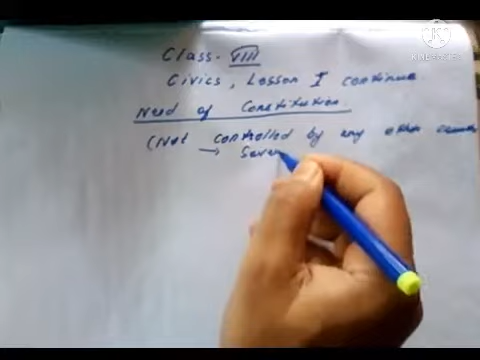 Class - VIII
Civics, Lesson I continue
Need of Constitution
(Not controlled by any other
→ Sover